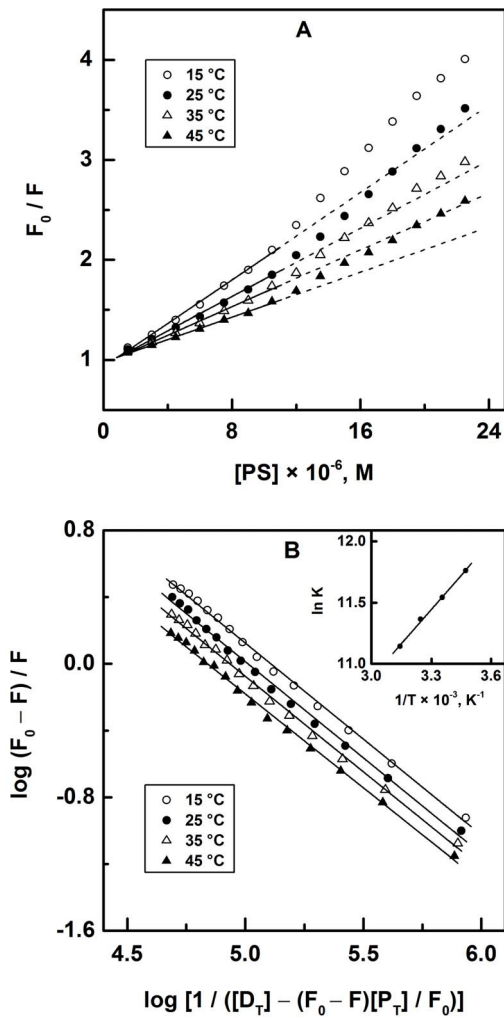 A
4
3
2
1
F₀ / F
15 °C
25 °C
35 °C
45 °C
0
8
16
24
[PS] × 10⁻⁶, M
B
0.8
0.0
-0.8
-1.6
log (F₀ – F) / F
12.0
11.5
11.0
ln K
3.0
3.3
3.6
1/T × 10⁻³, K⁻¹
15 °C
25 °C
35 °C
45 °C
4.5
5.0
5.5
6.0
log [1 / ([D_T] – (F₀ – F)[P_T] / F₀)]